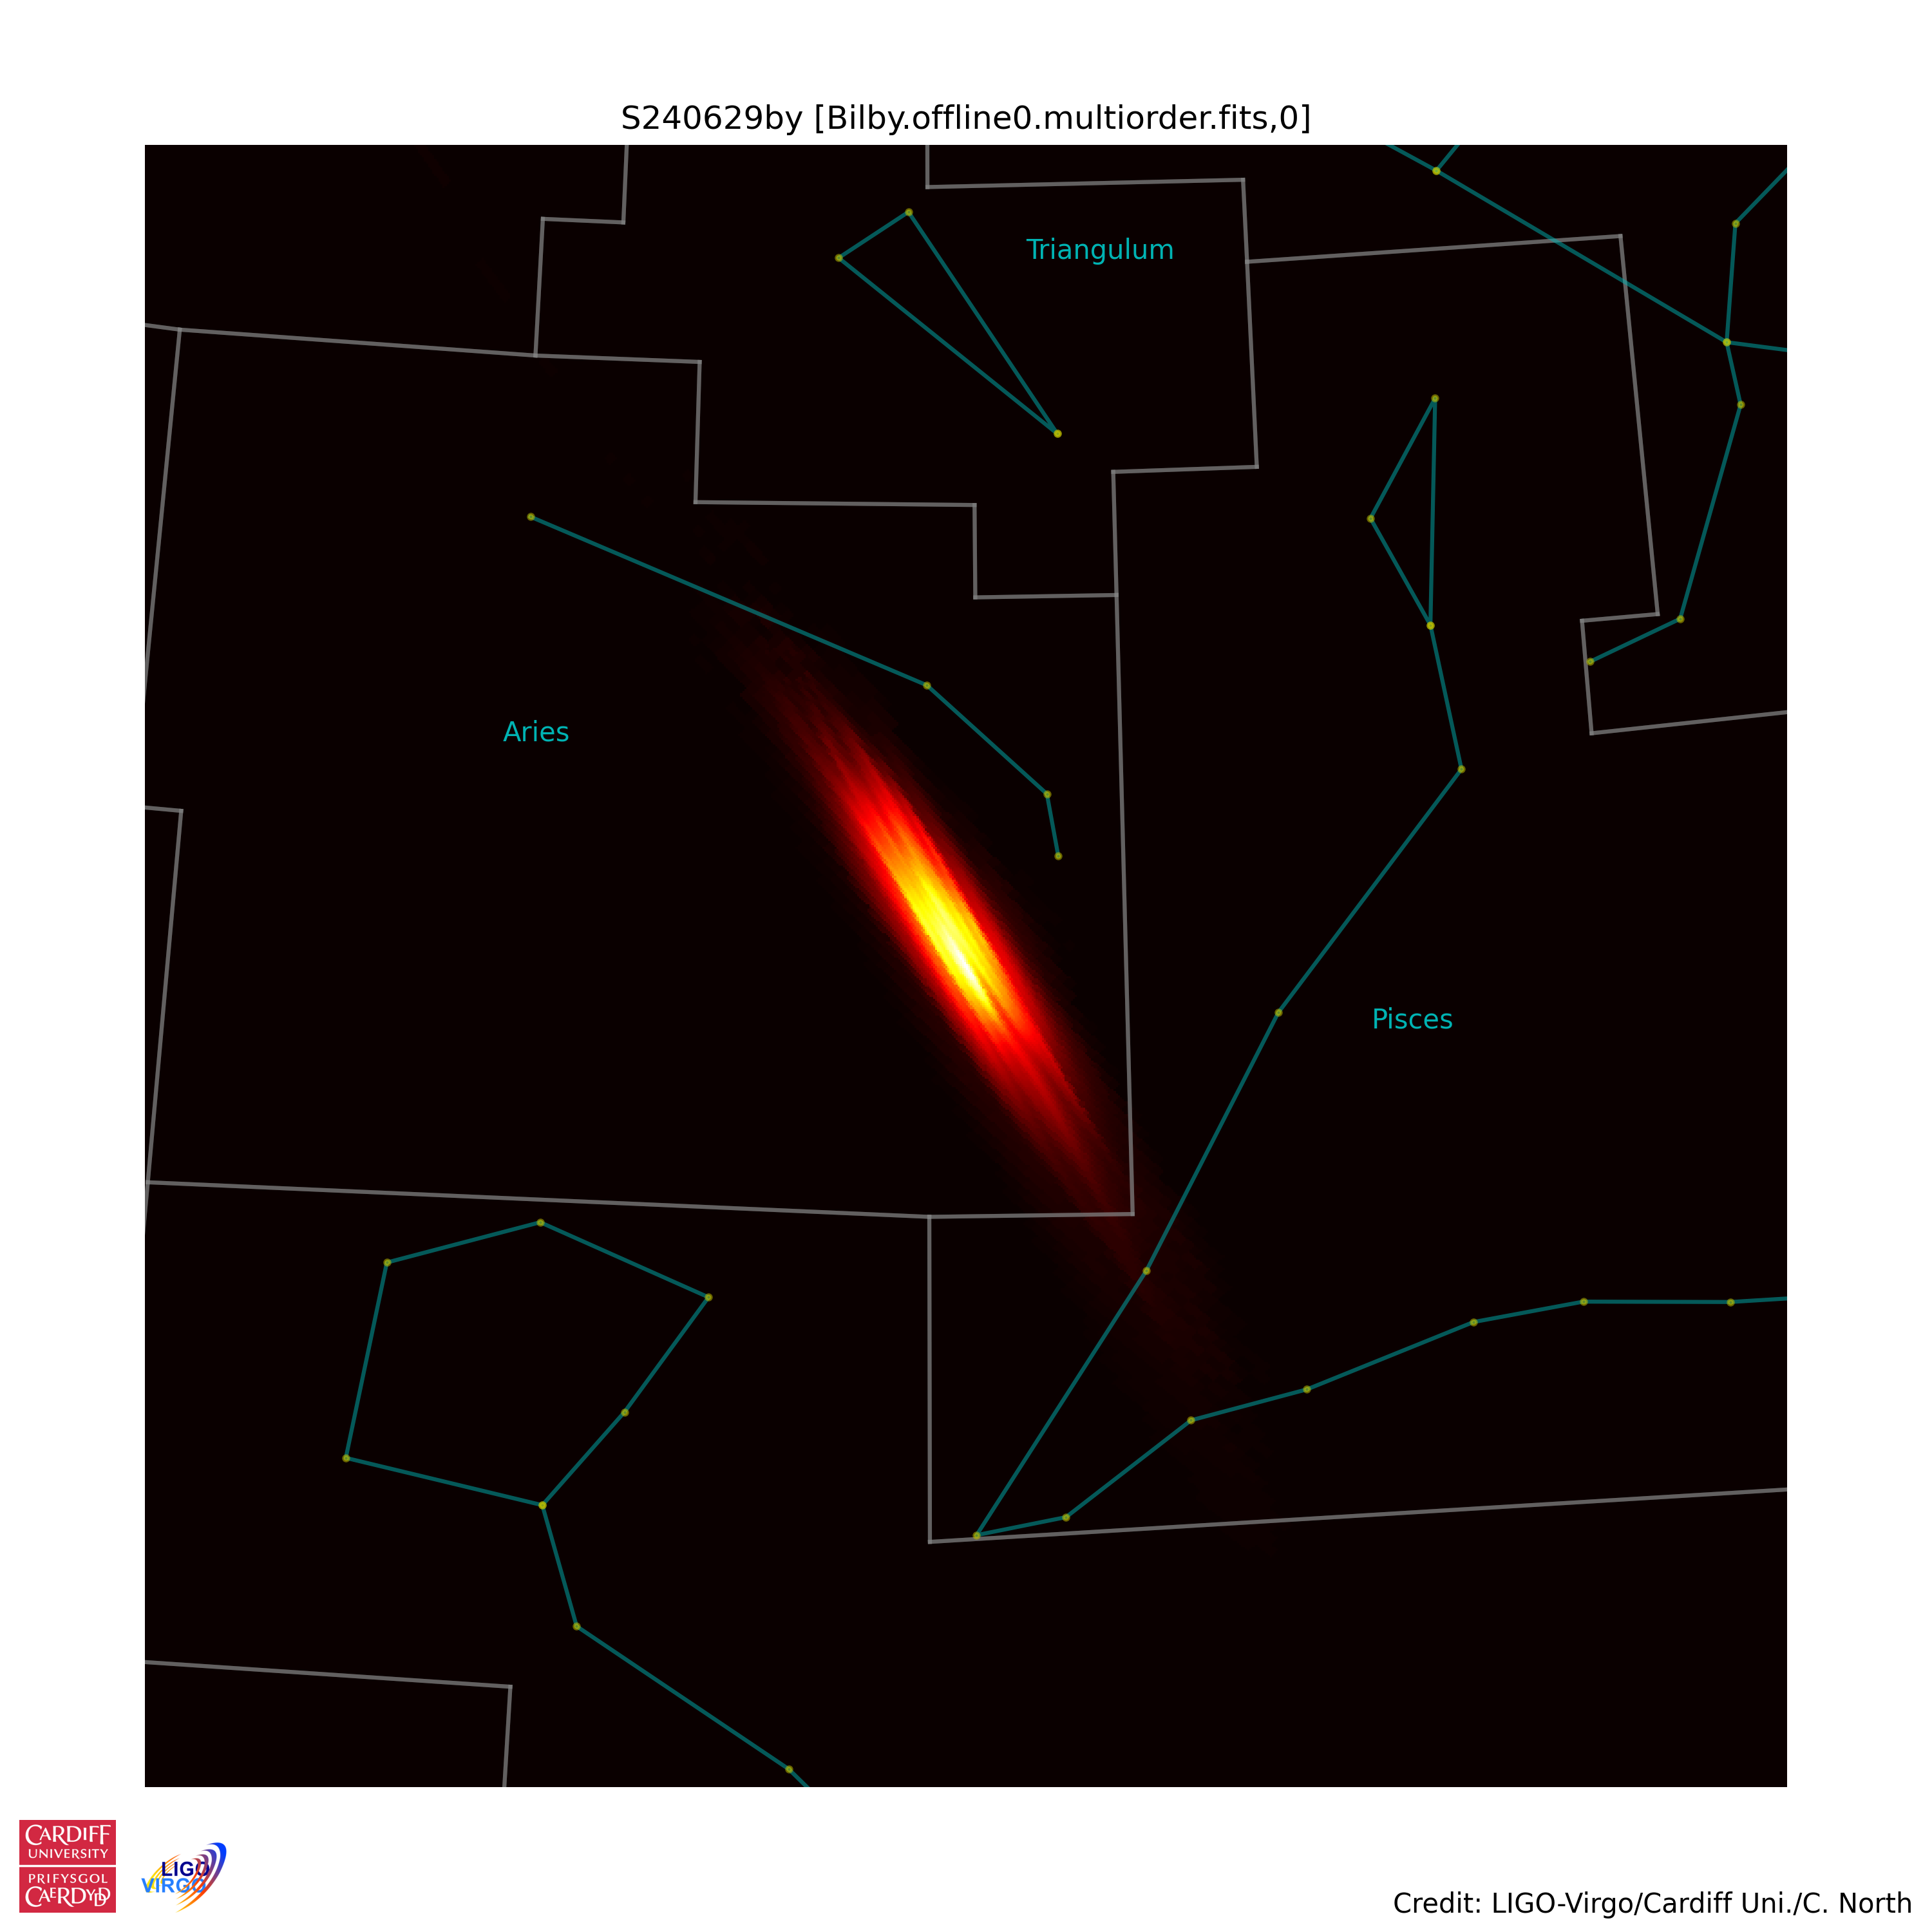 S240629by [Bilby.offline0.multiorder.fits,0]
Triangulum
Aries
Pisces
CARDIFF
UNIVERSITY
PRIFYSGOL
CAERDYDD
LIGO
VIRGO
Credit: LIGO-Virgo/Cardiff Uni./C. North